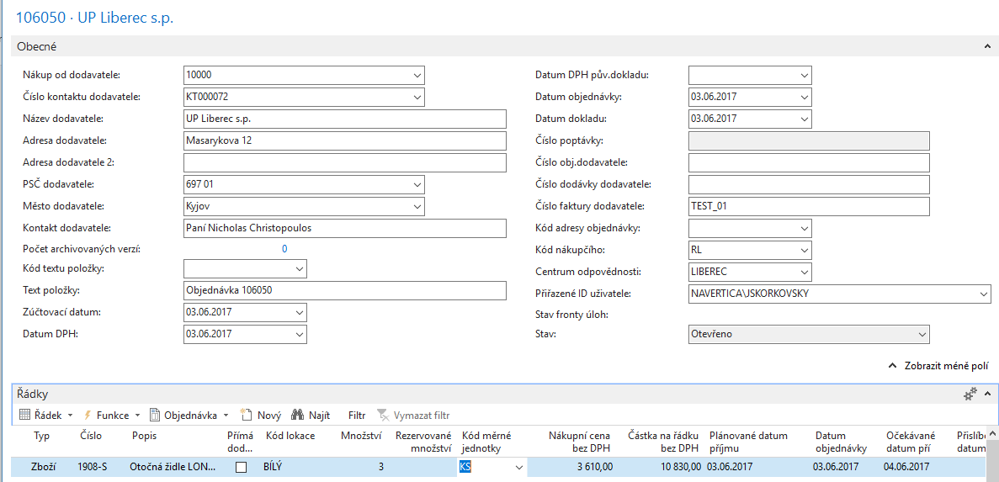 106050 · UP Liberec s.p.
Obecné
Nákup od dodavatele: 10000
Číslo kontaktu dodavatele: KT000072
Název dodavatele: UP Liberec s.p.
Adresa dodavatele: Masarykova 12
Adresa dodavatele 2:
PSČ dodavatele: 697 01
Město dodavatele: Kyjov
Kontakt dodavatele: Paní Nicholas Christopoulos
Počet archivovaných verzí: 0
Kód textu položky:
Text položky: Objednávka 106050
Zúčtovací datum: 03.06.2017
Datum DPH: 03.06.2017
Datum DPH pův.dokladu:
Datum objednávky: 03.06.2017
Datum dokladu: 03.06.2017
Číslo poptávky:
Číslo obj.dodavatele:
Číslo dodávky dodavatele:
Číslo faktury dodavatele: TEST_01
Kód adresy objednávky:
Kód nákupčího: RL
Centrum odpovědnosti: LIBEREC
Přiřazené ID uživatele: NAVERTICA\JSKORKOVSKY
Stav fronty úloh:
Stav: Otevřeno
Zobrazit méně polí
Řádky
Řádek Funkce Objednávka Nový Najít Filtr Vymazat filtr
Typ Číslo Popis Přímá dod... Kód lokace Množství Rezervované množství Kód měrné jednotky Nákupní cena bez DPH Částka na řádku bez DPH Plánované datum příjmu Datum objednávky Očekávané datum pří Přislíbe datum
Zboží 1908-S Otočná židle LON... BÍLÝ 3 KS 3 610,00 10 830,00 03.06.2017 03.06.2017 04.06.2017